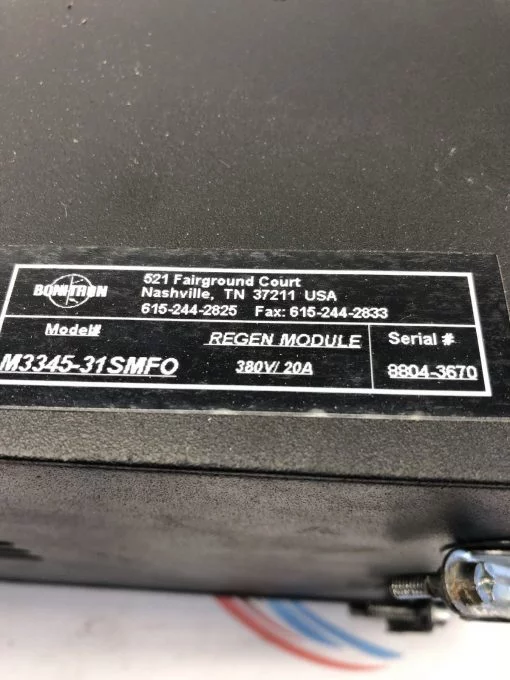 BONITRON
521 Fairground Court
Nashville, TN 37211 USA
615-244-2825 Fax: 615-244-2833
Model#
M3345-31SMFO
REGEN MODULE
380V/ 20A
Serial #
8804-3670